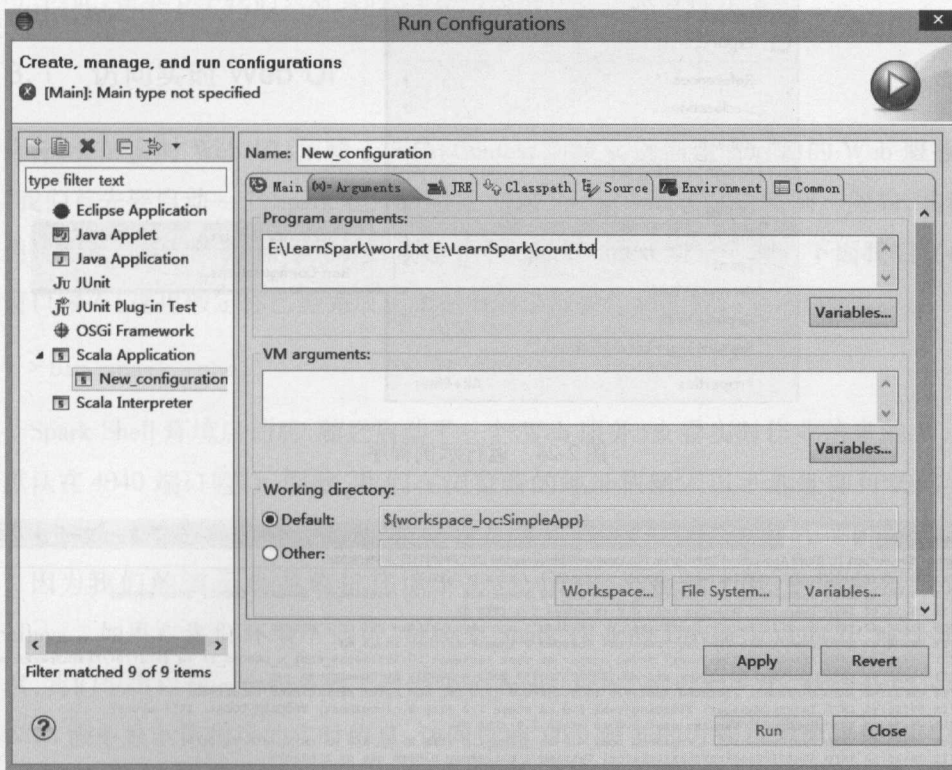 Run Configurations
Create, manage, and run configurations
[Main]: Main type not specified
type filter text
Eclipse Application
Java Applet
Java Application
JUnit
JUnit Plug-in Test
OSGi Framework
Scala Application
New_configuration
Scala Interpreter
Filter matched 9 of 9 items
Name: New_configuration
Main (x)= Arguments JRE Classpath Source Environment Common
Program arguments:
E:\LearnSpark\word.txt E:\LearnSpark\count.txt
Variables...
VM arguments:
Variables...
Working directory:
Default: ${workspace_loc:SimpleApp}
Other:
Workspace... File System... Variables...
Apply Revert
Run Close